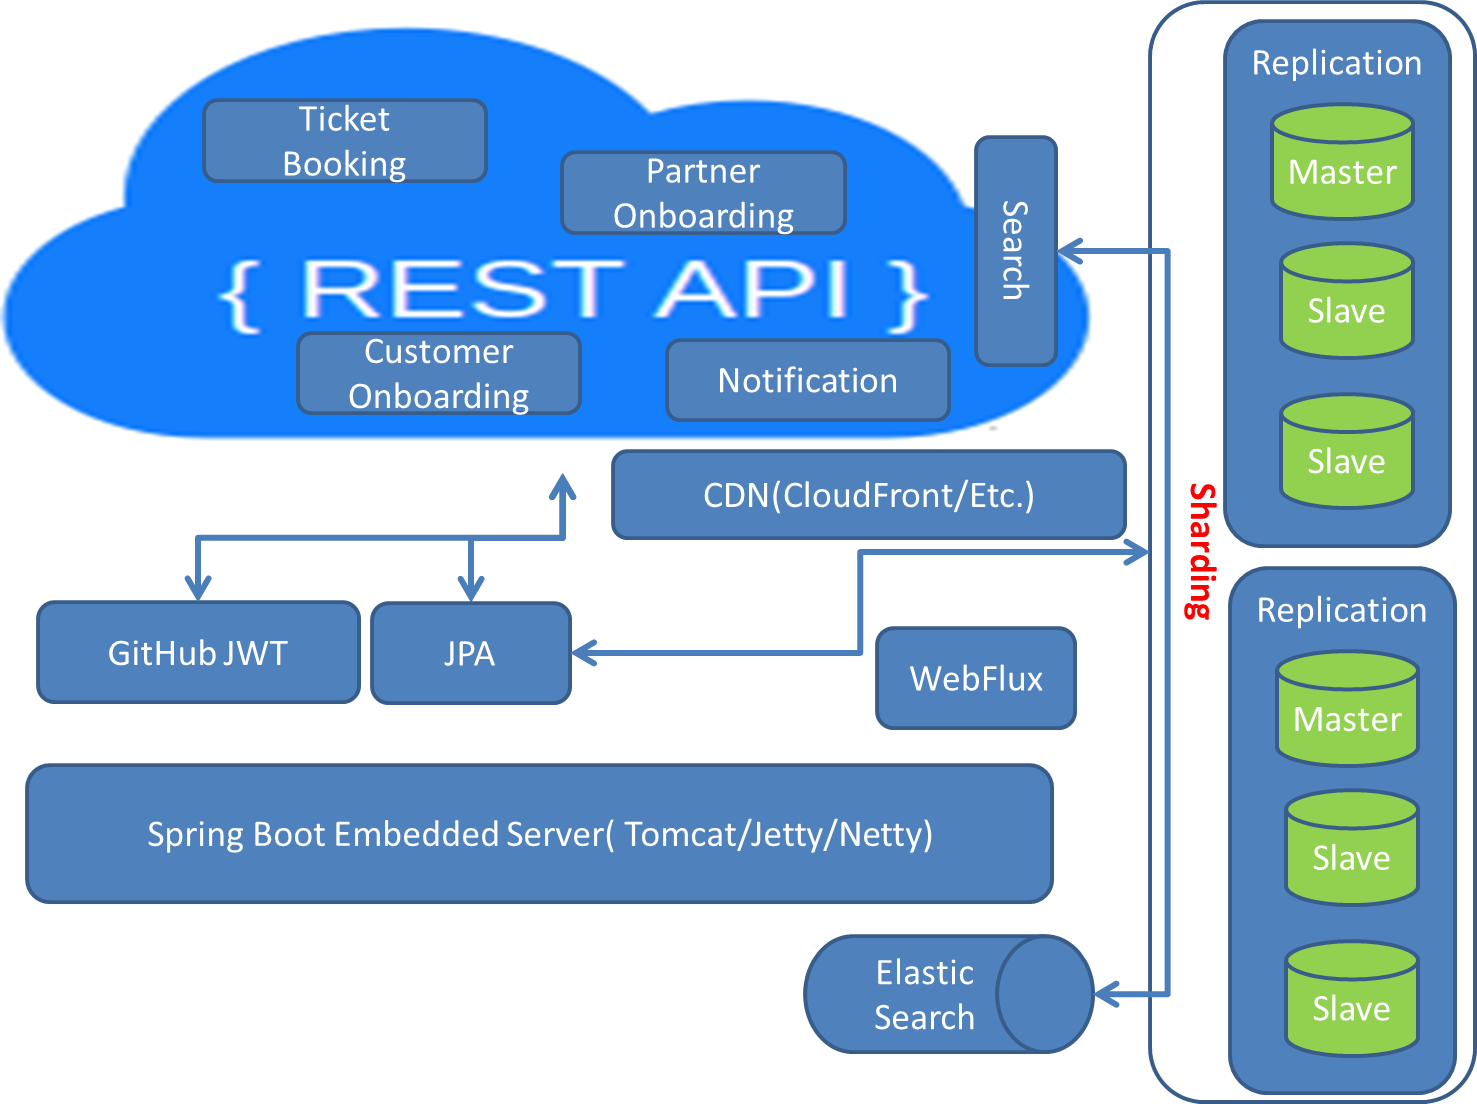 Ticket
Booking
Partner
Onboarding
Search
{ REST API }
Customer
Onboarding
Notification
CDN(CloudFront/Etc.)
GitHub JWT
JPA
WebFlux
Spring Boot Embedded Server( Tomcat/Jetty/Netty)
Elastic
Search
Sharding
Replication
Master
Slave
Slave
Replication
Master
Slave
Slave